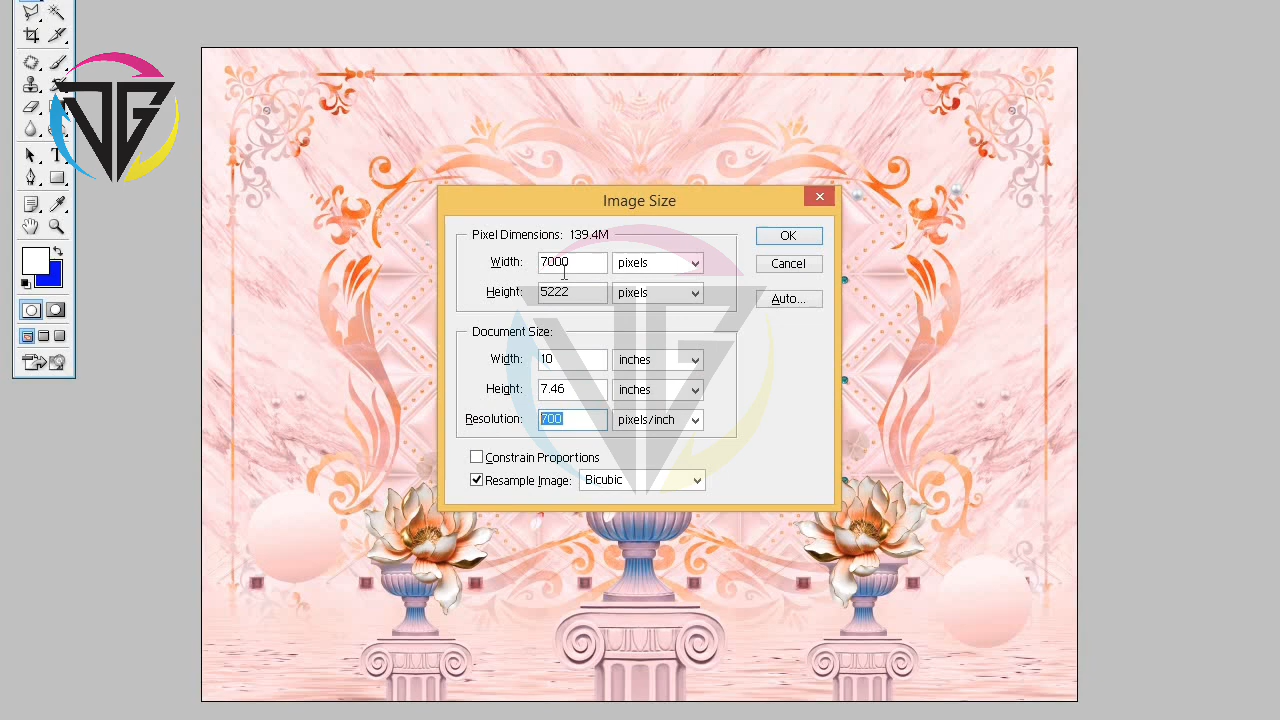 Image Size
Pixel Dimensions: 139.4M
Width: 7000 pixels
Height: 5222 pixels
Document Size:
Width: 10 inches
Height: 7.46 inches
Resolution: 700 pixels/inch
Constrain Proportions
Resample Image: Bicubic
OK
Cancel
Auto...
T